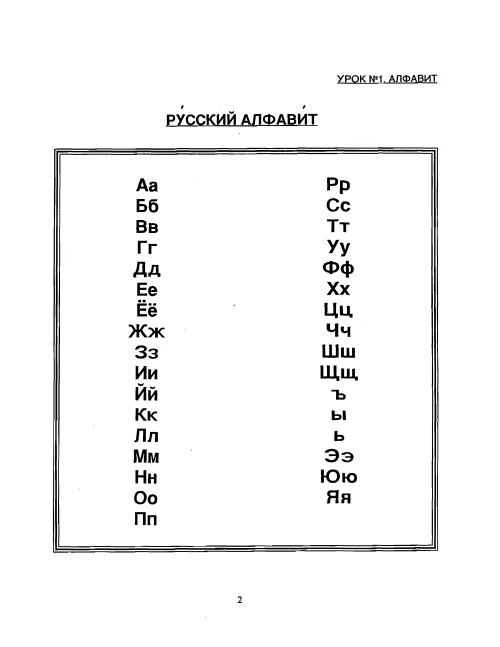 УРОК №1. АЛФАВИТ
РУ́ССКИЙ АЛФАВИ́Т
Аа
Бб
Вв
Гг
Дд
Ее
Ёё
Жж
Зз
Ии
Йй
Кк
Лл
Мм
Нн
Оо
Пп
Рр
Сс
Тт
Уу
Фф
Хх
Цц
Чч
Шш
Щщ
ъ
ы
ь
Ээ
Юю
Яя
2